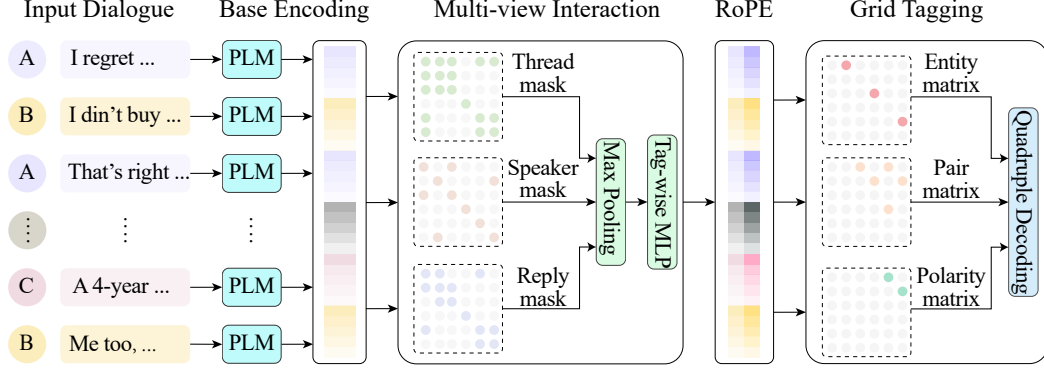 Input Dialogue
Base Encoding
Multi-view Interaction
RoPE
Grid Tagging
A
I regret ...
PLM
B
I din't buy ...
PLM
A
That's right ...
PLM
⋮
⋮
⋮
C
A 4-year ...
PLM
B
Me too, ...
PLM
Thread
mask
Speaker
mask
Reply
mask
Max Pooling
Tag-wise MLP
Entity
matrix
Pair
matrix
Polarity
matrix
Quadruple Decoding